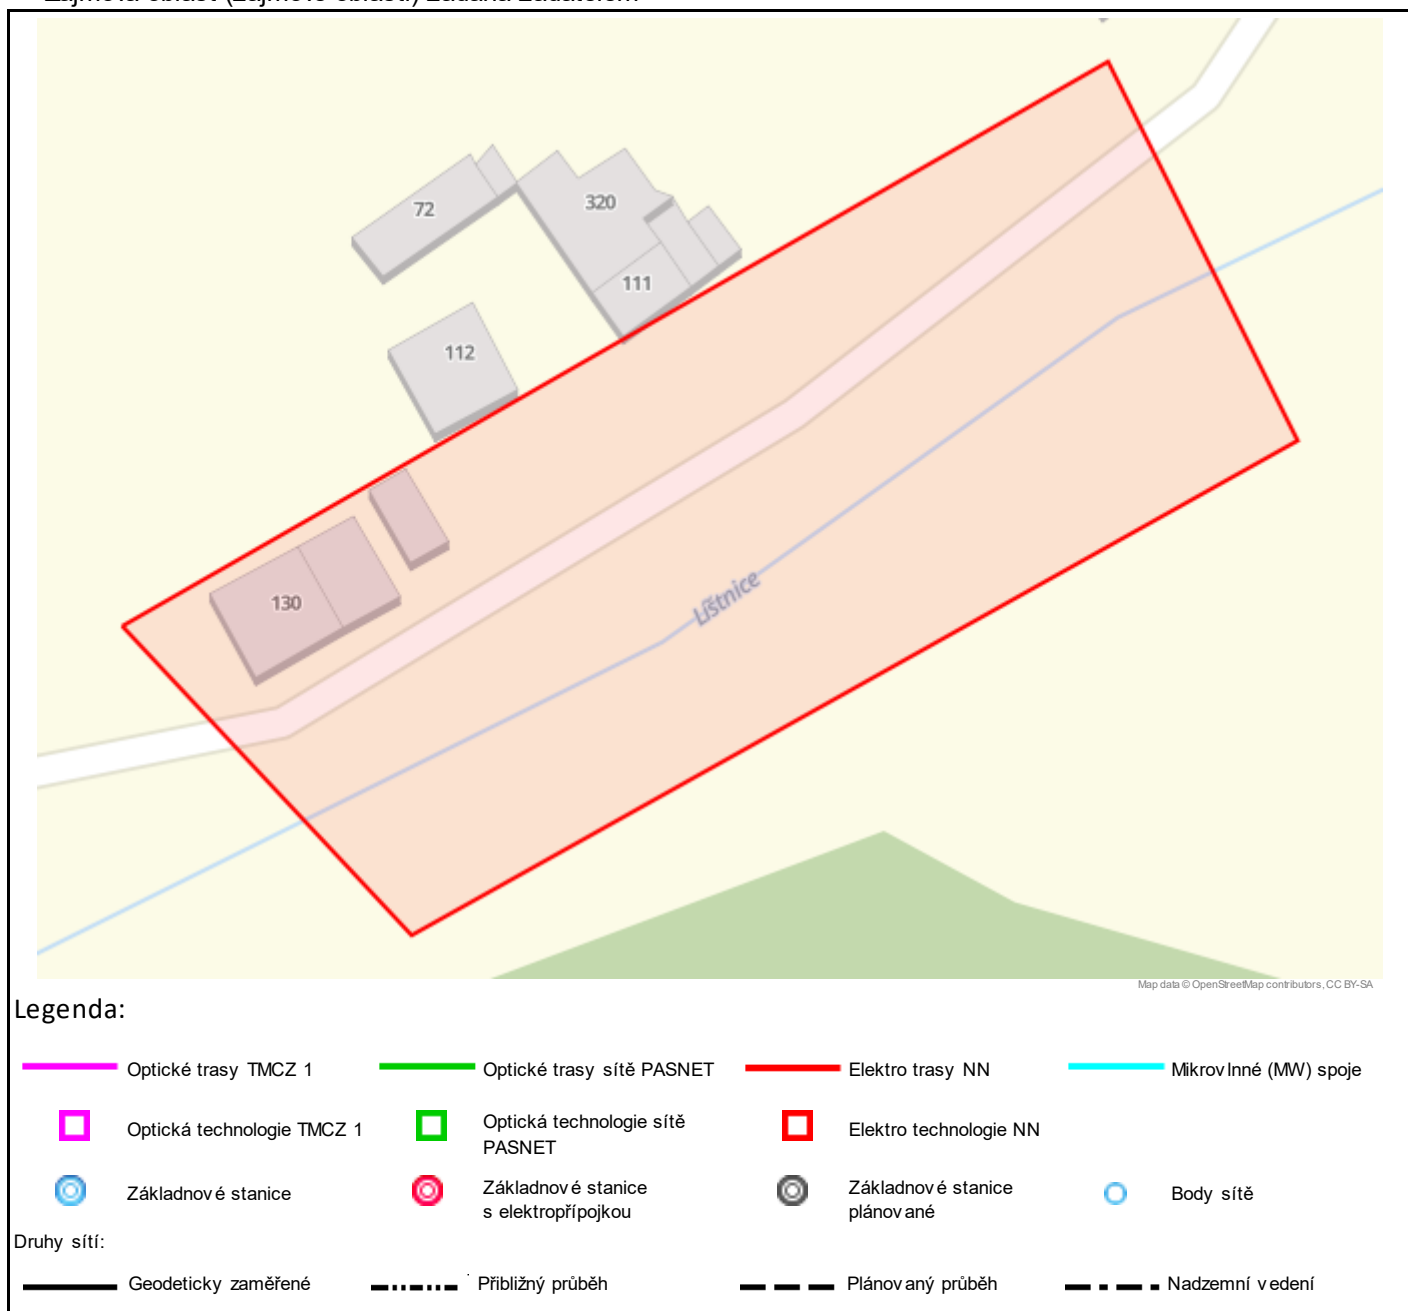 72
320
111
112
130
Líštnice
Map data © OpenStreetMap contributors, CC BY-SA
Legenda:
Optické trasy TMCZ 1
Optické trasy sítě PASNET
Elektro trasy NN
Mikrovlnné (MW) spoje
Optická technologie TMCZ 1
Optická technologie sítě
PASNET
Elektro technologie NN
Základnové stanice
Základnové stanice
s elektropřípojkou
Základnové stanice
plánované
Body sítě
Druhy sítí:
Geodeticky zaměřené
Přibližný průběh
Plánovaný průběh
Nadzemní vedení